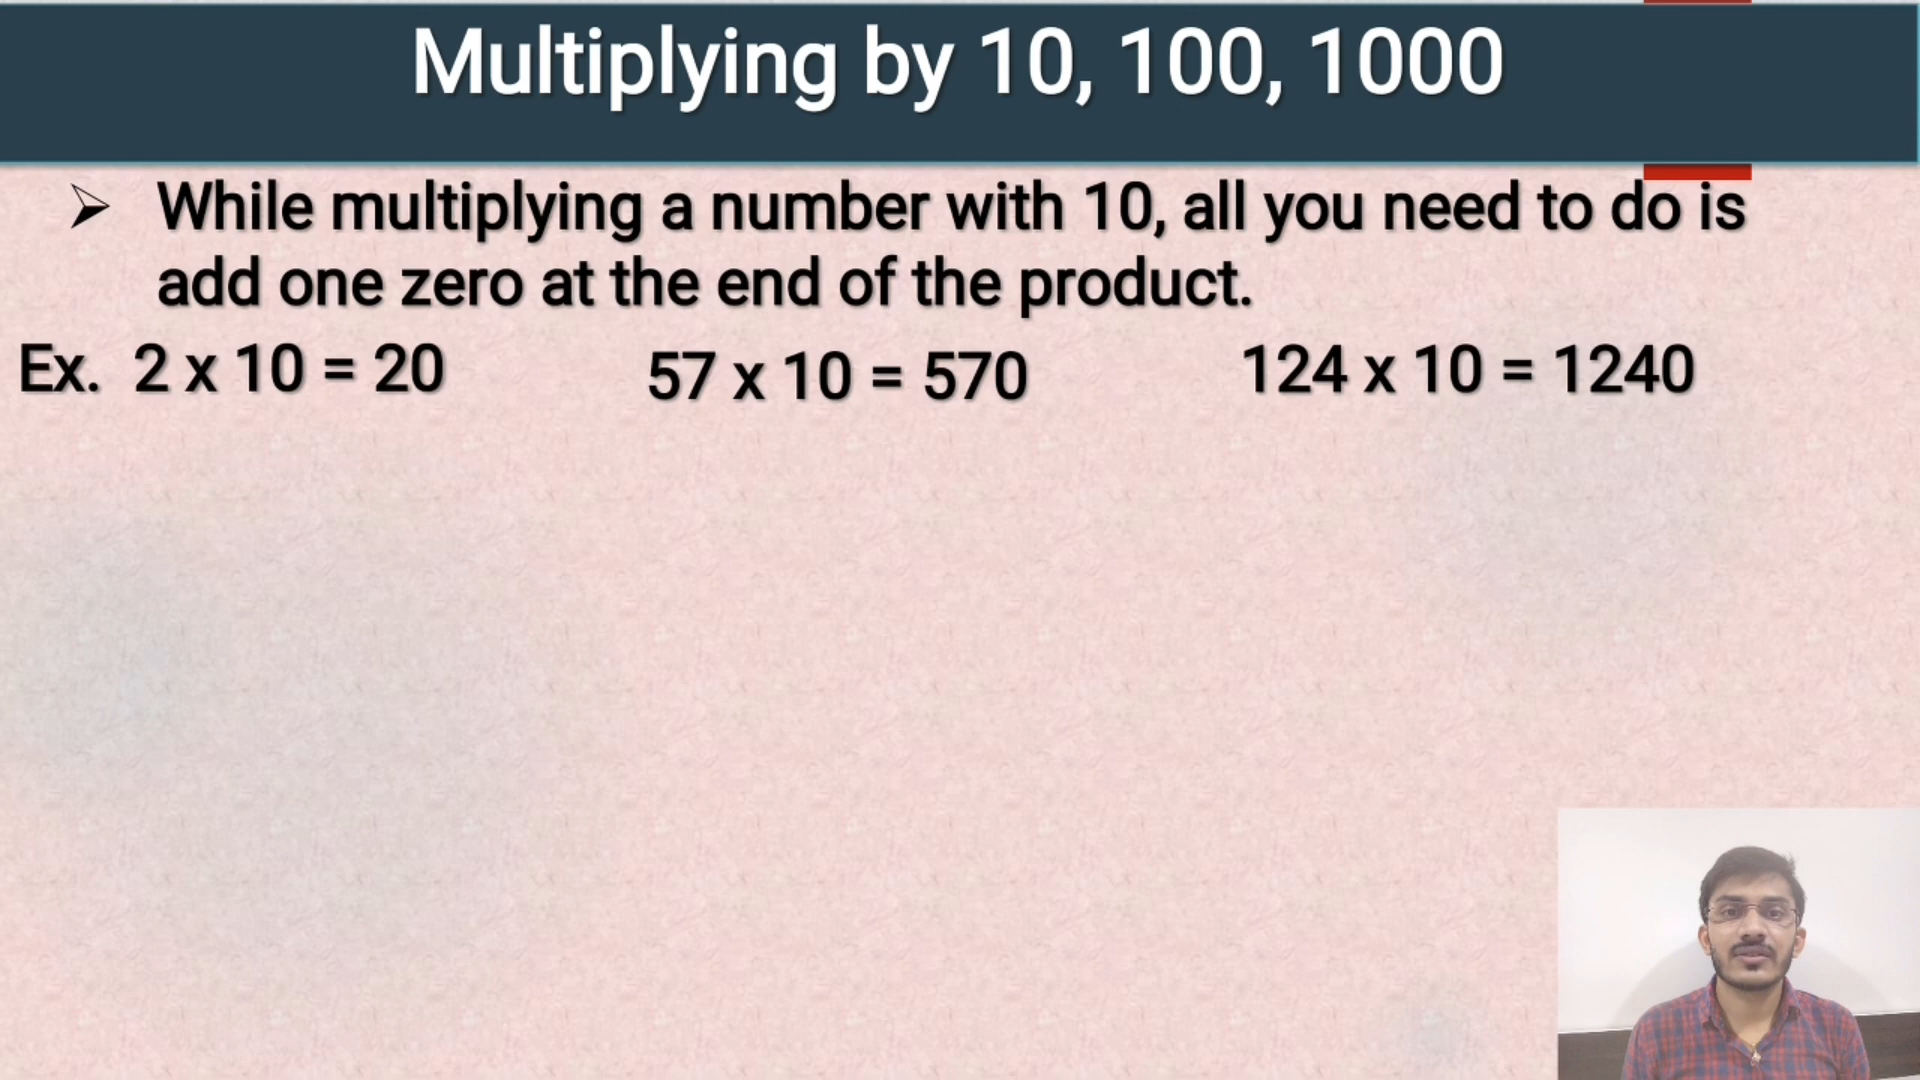 Multiplying by 10, 100, 1000
➢ While multiplying a number with 10, all you need to do is
add one zero at the end of the product.
Ex. 2 x 10 = 20 57 x 10 = 570 124 x 10 = 1240